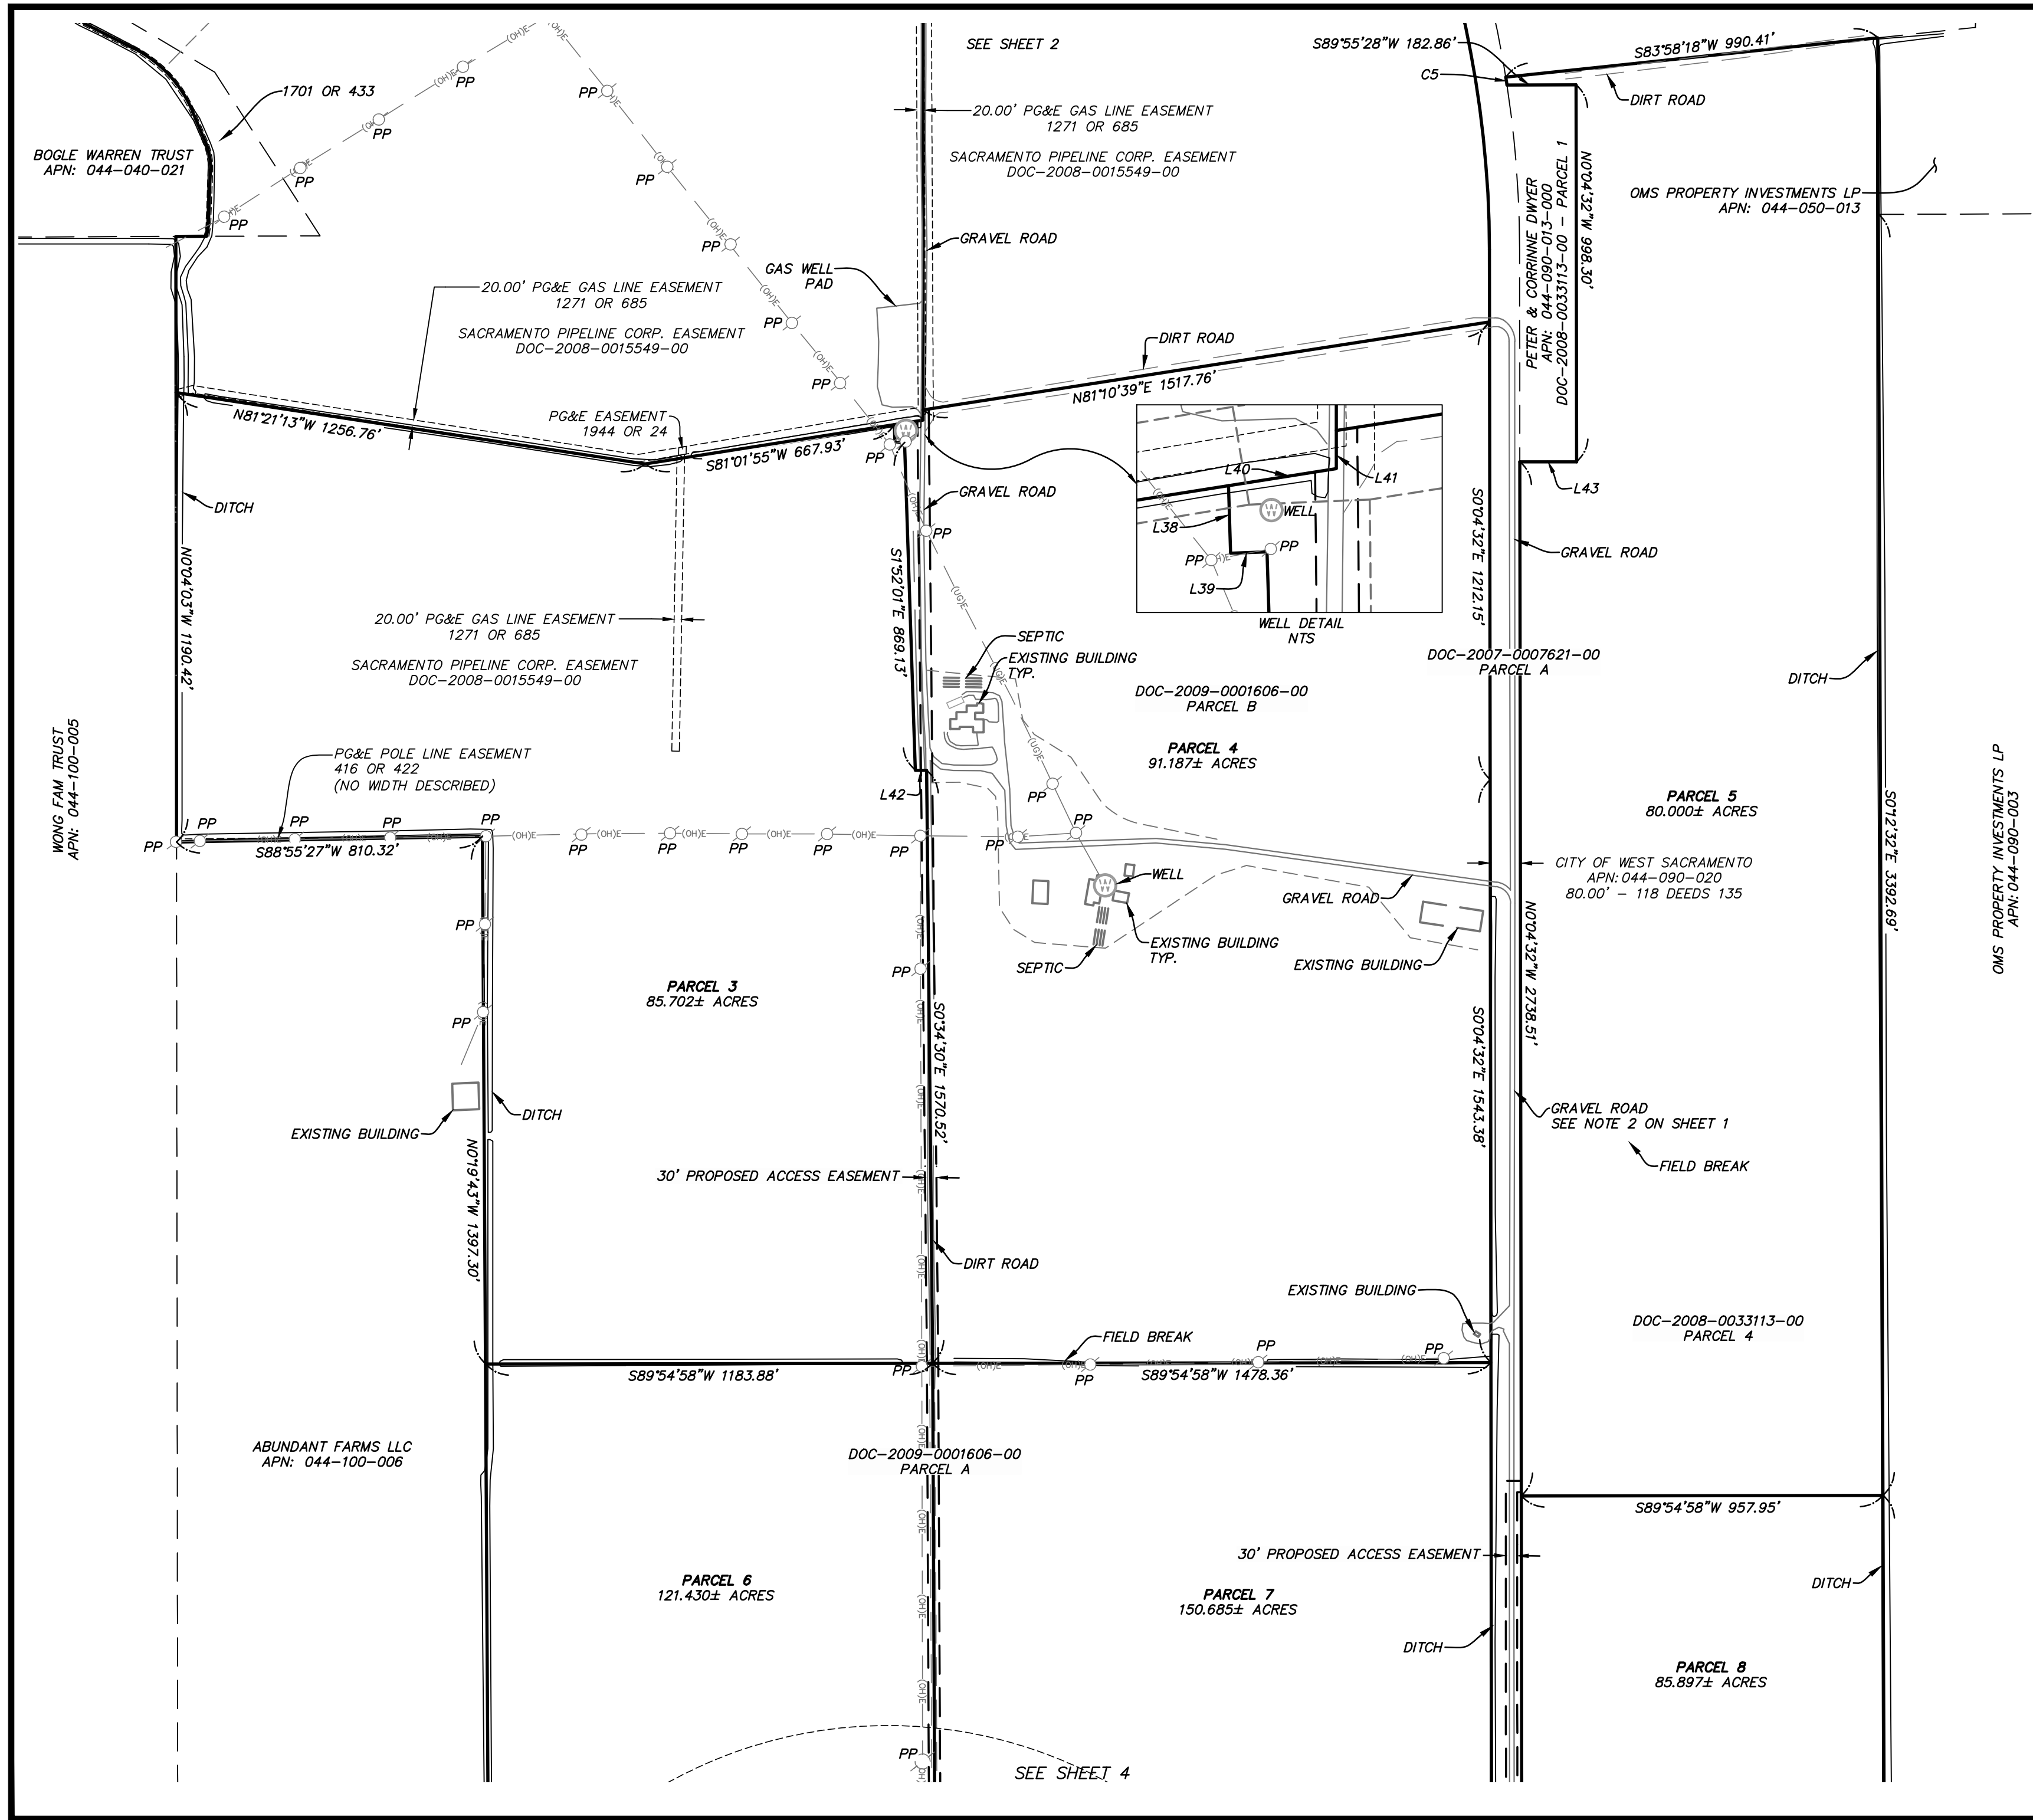 SEE SHEET 2
S89°55'28"W 182.86'
S83°58'18"W 990.41'
C5
DIRT ROAD
1701 OR 433
(OH)E
(OH)E
PP
PP
PP
PP
PP
BOGLE WARREN TRUST
APN: 044-040-021
20.00' PG&E GAS LINE EASEMENT
1271 OR 685
SACRAMENTO PIPELINE CORP. EASEMENT
DOC-2008-0015549-00
PETER & CORRINNE DWYER
APN: 044-090-013-000
DOC-2008-0033113-00 - PARCEL 1
N0°04'32"W 998.30'
OMS PROPERTY INVESTMENTS LP
APN: 044-050-013
PP
PP
PP
PP
GRAVEL ROAD
GAS WELL
PAD
20.00' PG&E GAS LINE EASEMENT
1271 OR 685
SACRAMENTO PIPELINE CORP. EASEMENT
DOC-2008-0015549-00
DIRT ROAD
N81°10'39"E 1517.76'
N81°21'13"W 1256.76'
PG&E EASEMENT
1944 OR 24
S81°01'55"W 667.93'
PP
L40
L41
L38
WELL
PP
PP
L39
WELL DETAIL
NTS
L43
DITCH
GRAVEL ROAD
PP
N0°04'03"W 1190.42'
S1°52'01"E 869.13'
S0°04'32"E 1212.15'
GRAVEL ROAD
20.00' PG&E GAS LINE EASEMENT
1271 OR 685
SACRAMENTO PIPELINE CORP. EASEMENT
DOC-2008-0015549-00
(UG)E
SEPTIC
EXISTING BUILDING
TYP.
DOC-2009-0001606-00
PARCEL B
DOC-2007-0007621-00
PARCEL A
DITCH
WONG FAM TRUST
APN: 044-100-005
PG&E POLE LINE EASEMENT
416 OR 422
(NO WIDTH DESCRIBED)
PARCEL 4
91.187± ACRES
(UG)E
L42
PP
PARCEL 5
80.000± ACRES
S0°12'32"E 3392.69'
OMS PROPERTY INVESTMENTS LP
APN: 044-090-003
PP
PP
PP
PP
PP
S88°55'27"W 810.32'
(OH)E
(OH)E
(OH)E
(OH)E
(OH)E
PP
PP
PP
PP
PP
PP
PP
CITY OF WEST SACRAMENTO
APN: 044-090-020
80.00' - 118 DEEDS 135
WELL
GRAVEL ROAD
PP
EXISTING BUILDING
TYP.
SEPTIC
EXISTING BUILDING
N0°04'32"W 2738.51'
PP
PARCEL 3
85.702± ACRES
PP
S0°34'30"E 1570.52'
S0°04'32"E 1543.38'
DITCH
EXISTING BUILDING
GRAVEL ROAD
SEE NOTE 2 ON SHEET 1
FIELD BREAK
N0°19'43"W 1397.30'
30' PROPOSED ACCESS EASEMENT
DIRT ROAD
EXISTING BUILDING
DOC-2008-0033113-00
PARCEL 4
FIELD BREAK
PP
PP
PP
PP
S89°54'58"W 1183.88'
S89°54'58"W 1478.36'
ABUNDANT FARMS LLC
APN: 044-100-006
DOC-2009-0001606-00
PARCEL A
S89°54'58"W 957.95'
30' PROPOSED ACCESS EASEMENT
PARCEL 6
121.430± ACRES
PARCEL 7
150.685± ACRES
DITCH
DITCH
PARCEL 8
85.897± ACRES
PP
SEE SHEET 4